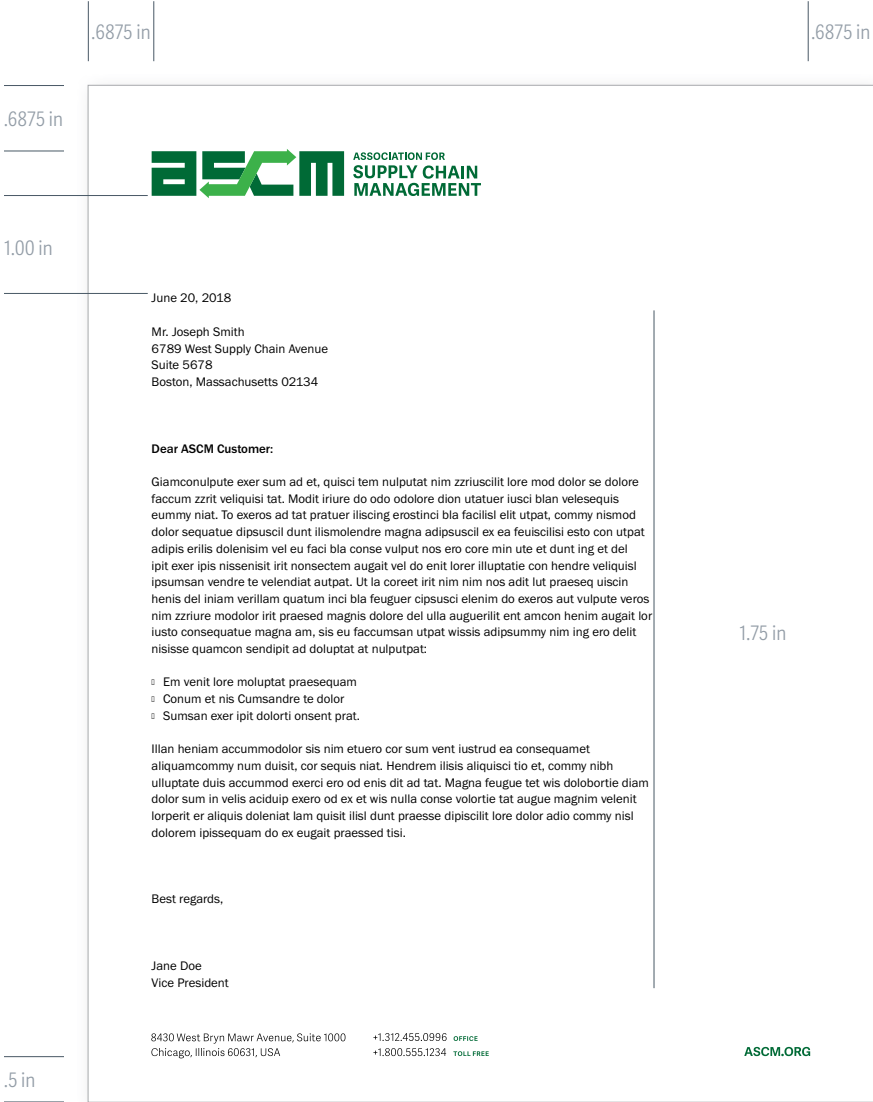 .6875 in
.6875 in
.6875 in
ascm
ASSOCIATION FOR
SUPPLY CHAIN
MANAGEMENT
1.00 in
June 20, 2018
Mr. Joseph Smith
6789 West Supply Chain Avenue
Suite 5678
Boston, Massachusetts 02134
Dear ASCM Customer:
Giamconulpute exer sum ad et, quisci tem nulputat nim zzriuscilit lore mod dolor se dolore
faccum zzrit veliquisi tat. Modit iriure do odo odolore dion utatuer iusci blan velesequis
eummy niat. To exeros ad tat pratuer iliscing erostinci bla facilisl elit utpat, commy nismod
dolor sequatue dipsuscil dunt ilismolendre magna adipsuscil ex ea feuiscilisi esto con utpat
adipis erilis dolenisim vel eu faci bla conse vulput nos ero core min ute et dunt ing et del
ipit exer ipis nissenisit irit nonsectem augait vel do enit lorer illuptatie con hendre veliquisl
ipsumsan vendre te velendiat autpat. Ut la coreet irit nim nim nos adit lut praeseq uiscin
henis del iniam verillam quatum inci bla feuguer cipsusci elenim do exeros aut vulpute veros
nim zzriure modolor irit praesed magnis dolore del ulla auguerilit ent amcon henim augait lor
iusto consequatue magna am, sis eu faccumsan utpat wissis adipsummy nim ing ero delit
nisisse quamcon sendipit ad doluptat at nulputpat:
Em venit lore moluptat praesequam
Conum et nis Cumsandre te dolor
Sumsan exer ipit dolorti onsent prat.
Illan heniam accummodolor sis nim etuero cor sum vent iustrud ea consequamet
aliquamcommy num duisit, cor sequis niat. Hendrem ilisis aliquisci tio et, commy nibh
ulluptate duis accummod exerci ero od enis dit ad tat. Magna feugue tet wis dolobortie diam
dolor sum in velis aciduip exero od ex et wis nulla conse volortie tat augue magnim velenit
lorperit er aliquis doleniat lam quisit ilisl dunt praesse dipiscilit lore dolor adio commy nisl
dolorem ipissequam do ex eugait praessed tisi.
1.75 in
Best regards,
Jane Doe
Vice President
8430 West Bryn Mawr Avenue, Suite 1000
Chicago, Illinois 60631, USA
+1.312.455.0996 OFFICE
+1.800.555.1234 TOLL FREE
ASCM.ORG
.5 in